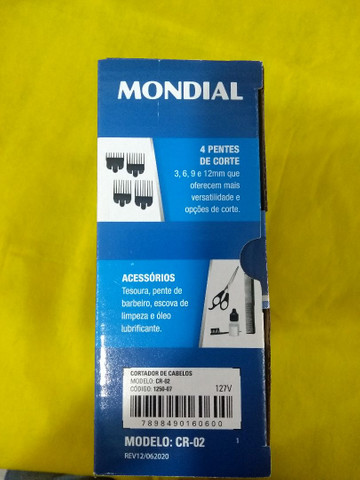 MONDIAL
4 PENTES
DE CORTE
3, 6, 9 e 12mm que
oferecem mais
versatilidade e
opções de corte.
ACESSÓRIOS
Tesoura, pente de
barbeiro, escova de
limpeza e óleo
lubrificante.
CORTADOR DE CABELOS
MODELO: CR-02
CÓDIGO: 1250-07 127V
7898490160600
MODELO: CR-02
REV12/062020